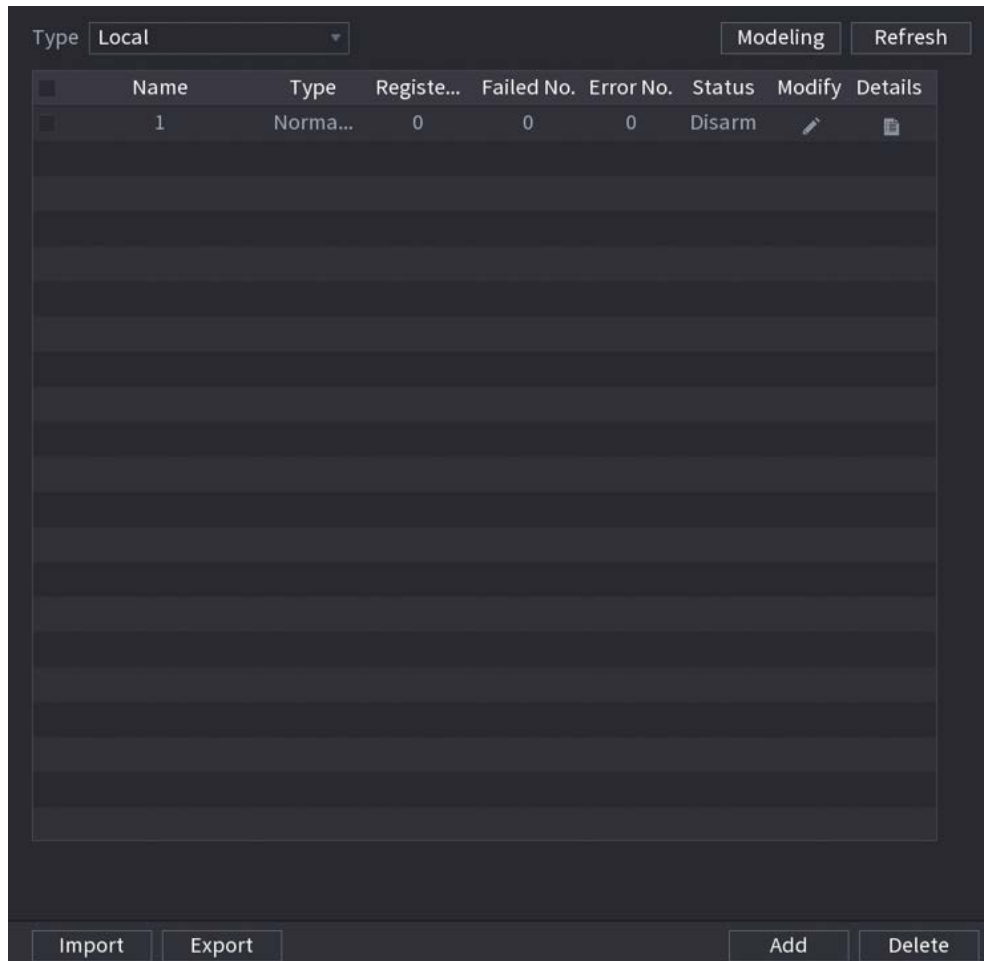 Type Local Modeling Refresh
Name Type Registe... Failed No. Error No. Status Modify Details
1 Norma... 0 0 0 Disarm
Import Export Add Delete